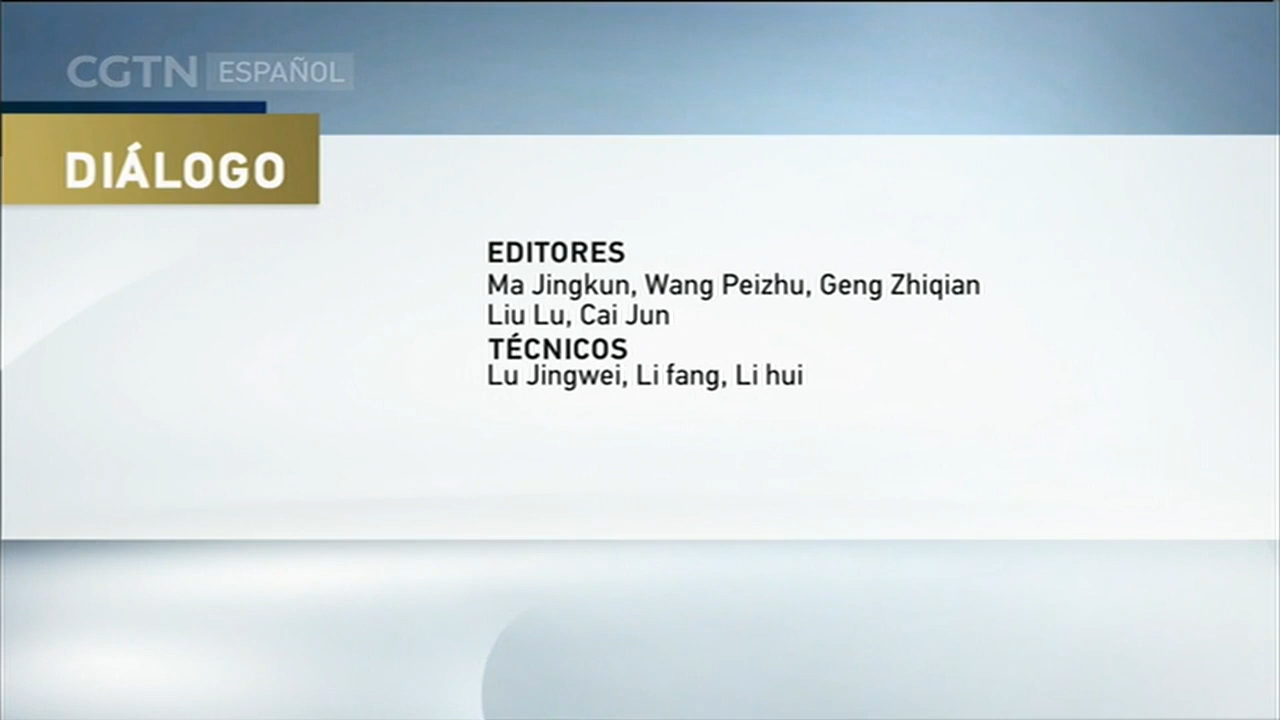 CGTN ESPAÑOL
DIÁLOGO
EDITORES
Ma Jingkun, Wang Peizhu, Geng Zhiqian
Liu Lu, Cai Jun
TÉCNICOS
Lu Jingwei, Li fang, Li hui